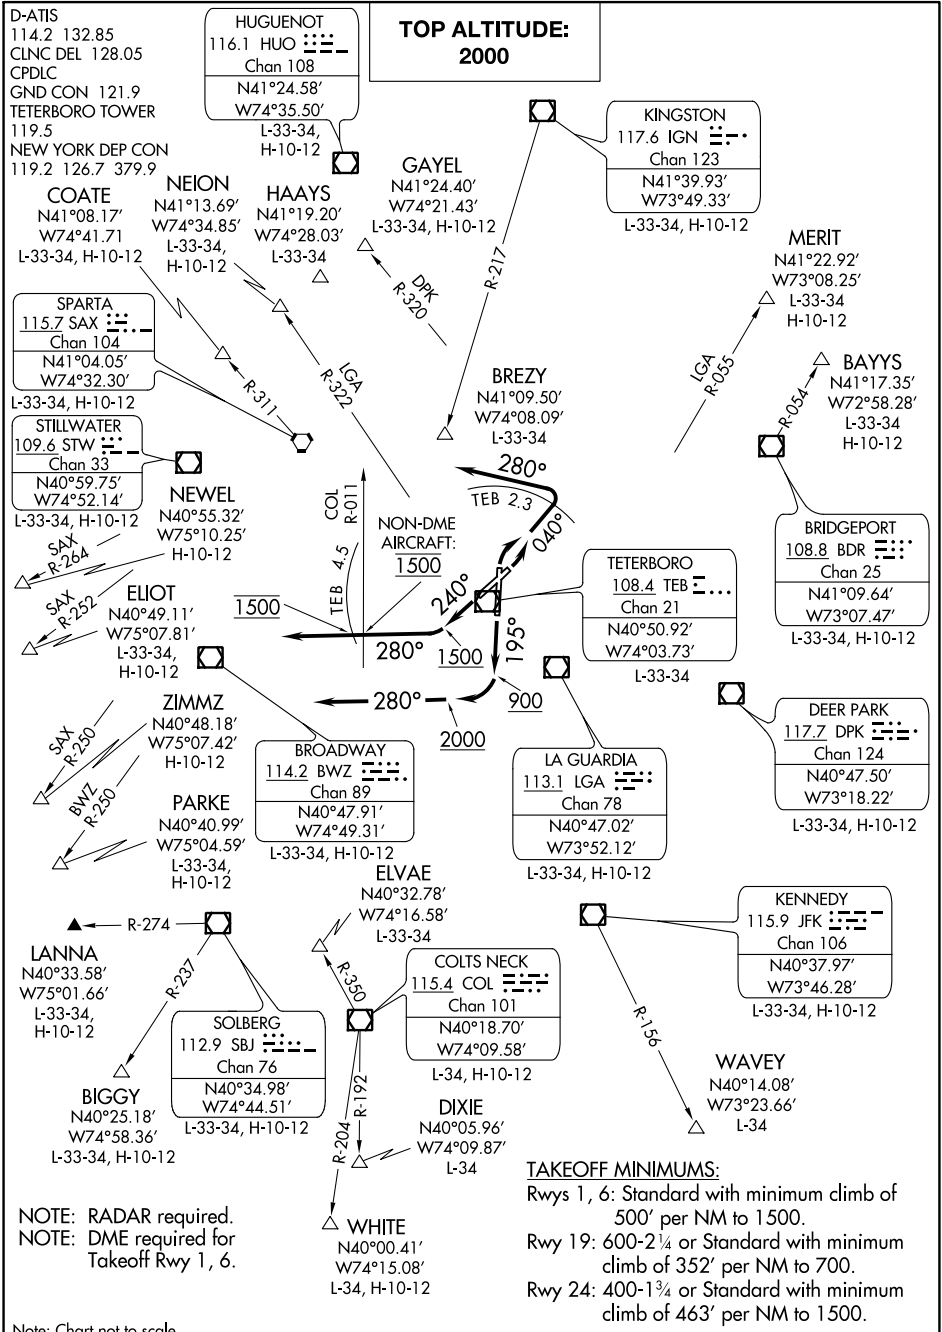 D-ATIS
114.2 132.85
CLNC DEL 128.05
CPDLC
GND CON 121.9
TETERBORO TOWER
119.5
NEW YORK DEP CON
119.2 126.7 379.9
HUGUENOT
116.1 HUO
Chan 108
N41°24.58'
W74°35.50'
L-33-34,
H-10-12
TOP ALTITUDE:
2000
KINGSTON
117.6 IGN
Chan 123
N41°39.93'
W73°49.33'
L-33-34, H-10-12
COATE
N41°08.17'
W74°41.71
L-33-34, H-10-12
NEION
N41°13.69'
W74°34.85'
L-33-34,
H-10-12
HAAYS
N41°19.20'
W74°28.03'
L-33-34
GAYEL
N41°24.40'
W74°21.43'
L-33-34, H-10-12
DPK
R-320
R-217
MERIT
N41°22.92'
W73°08.25'
L-33-34
H-10-12
SPARTA
115.7 SAX
Chan 104
N41°04.05'
W74°32.30'
L-33-34, H-10-12
R-311
LGA
R-322
BREZY
N41°09.50'
W74°08.09'
L-33-34
LGA
R-055
R-054
BAYYS
N41°17.35'
W72°58.28'
L-33-34
H-10-12
STILLWATER
109.6 STW
Chan 33
N40°59.75'
W74°52.14'
L-33-34, H-10-12
280°
TEB 2.3
040°
COL
R-011
NON-DME
AIRCRAFT:
1500
TEB 4.5
1500
280°
240°
1500
195°
900
280°
2000
TETERBORO
108.4 TEB
Chan 21
N40°50.92'
W74°03.73'
L-33-34
BRIDGEPORT
108.8 BDR
Chan 25
N41°09.64'
W73°07.47'
L-33-34, H-10-12
NEWEL
N40°55.32'
W75°10.25'
H-10-12
SAX
R-264
SAX
R-252
ELIOT
N40°49.11'
W75°07.81'
L-33-34,
H-10-12
ZIMMZ
N40°48.18'
W75°07.42'
H-10-12
SAX
R-250
BWZ
R-250
PARKE
N40°40.99'
W75°04.59'
L-33-34,
H-10-12
BROADWAY
114.2 BWZ
Chan 89
N40°47.91'
W74°49.31'
L-33-34, H-10-12
LA GUARDIA
113.1 LGA
Chan 78
N40°47.02'
W73°52.12'
L-33-34, H-10-12
DEER PARK
117.7 DPK
Chan 124
N40°47.50'
W73°18.22'
L-33-34, H-10-12
ELVAE
N40°32.78'
W74°16.58'
L-33-34
KENNEDY
115.9 JFK
Chan 106
N40°37.97'
W73°46.28'
L-33-34, H-10-12
R-274
LANNA
N40°33.58'
W75°01.66'
L-33-34,
H-10-12
R-237
SOLBERG
112.9 SBJ
Chan 76
N40°34.98'
W74°44.51'
L-33-34, H-10-12
R-350
COLTS NECK
115.4 COL
Chan 101
N40°18.70'
W74°09.58'
L-34, H-10-12
R-156
WAVEY
N40°14.08'
W73°23.66'
L-34
BIGGY
N40°25.18'
W74°58.36'
L-33-34, H-10-12
R-204
R-192
DIXIE
N40°05.96'
W74°09.87'
L-34
WHITE
N40°00.41'
W74°15.08'
L-34, H-10-12
NOTE: RADAR required.
NOTE: DME required for
Takeoff Rwy 1, 6.
TAKEOFF MINIMUMS:
Rwys 1, 6: Standard with minimum climb of
500' per NM to 1500.
Rwy 19: 600-2¼ or Standard with minimum
climb of 352' per NM to 700.
Rwy 24: 400-1¾ or Standard with minimum
climb of 463' per NM to 1500.
Note: Chart not to scale.